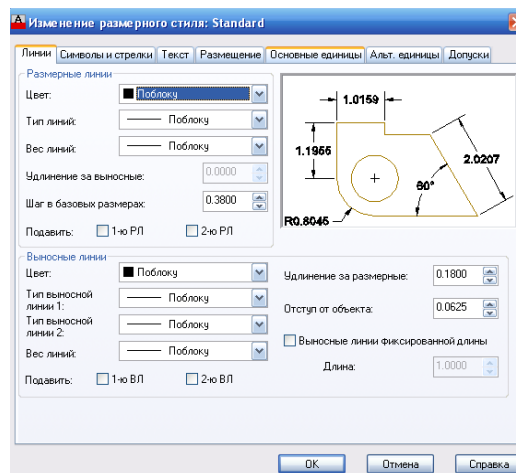 Изменение размерного стиля: Standard
Линии Символы и стрелки Текст Размещение Основные единицы Альт. единицы Допуски
Размерные линии
Цвет: Поблоку
Тип линий: Поблоку
Вес линий: Поблоку
Удлинение за выносные: 0.0000
Шаг в базовых размерах: 0.3800
Подавить: 1-ю РЛ 2-ю РЛ
1.0159
1.1955
2.0207
60°
R0.8045
Выносные линии
Цвет: Поблоку
Тип выносной линии 1: Поблоку
Тип выносной линии 2: Поблоку
Вес линий: Поблоку
Подавить: 1-ю ВЛ 2-ю ВЛ
Удлинение за размерные: 0.1800
Отступ от объекта: 0.0625
Выносные линии фиксированной длины
Длина: 1.0000
OK Отмена Справка